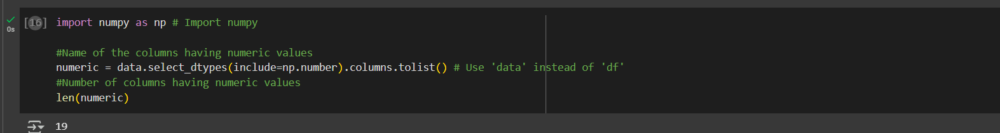 [16] import numpy as np # Import numpy
0s
#Name of the columns having numeric values
numeric = data.select_dtypes(include=np.number).columns.tolist() # Use 'data' instead of 'df'
#Number of columns having numeric values
len(numeric)
19